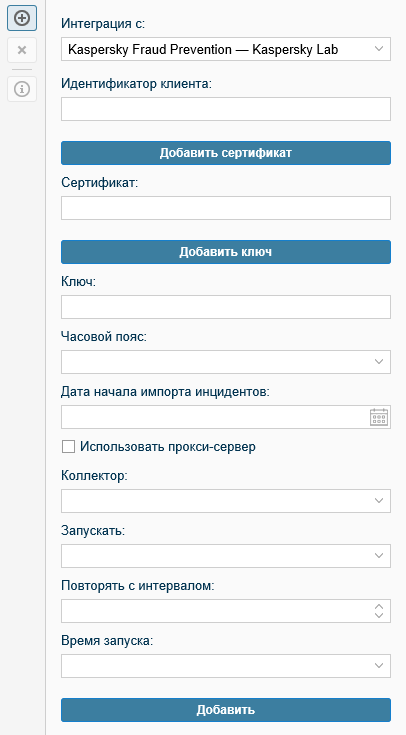 Интеграция с:
Kaspersky Fraud Prevention — Kaspersky Lab
Идентификатор клиента:
Добавить сертификат
Сертификат:
Добавить ключ
Ключ:
Часовой пояс:
Дата начала импорта инцидентов:
Использовать прокси-сервер
Коллектор:
Запускать:
Повторять с интервалом:
Время запуска:
Добавить